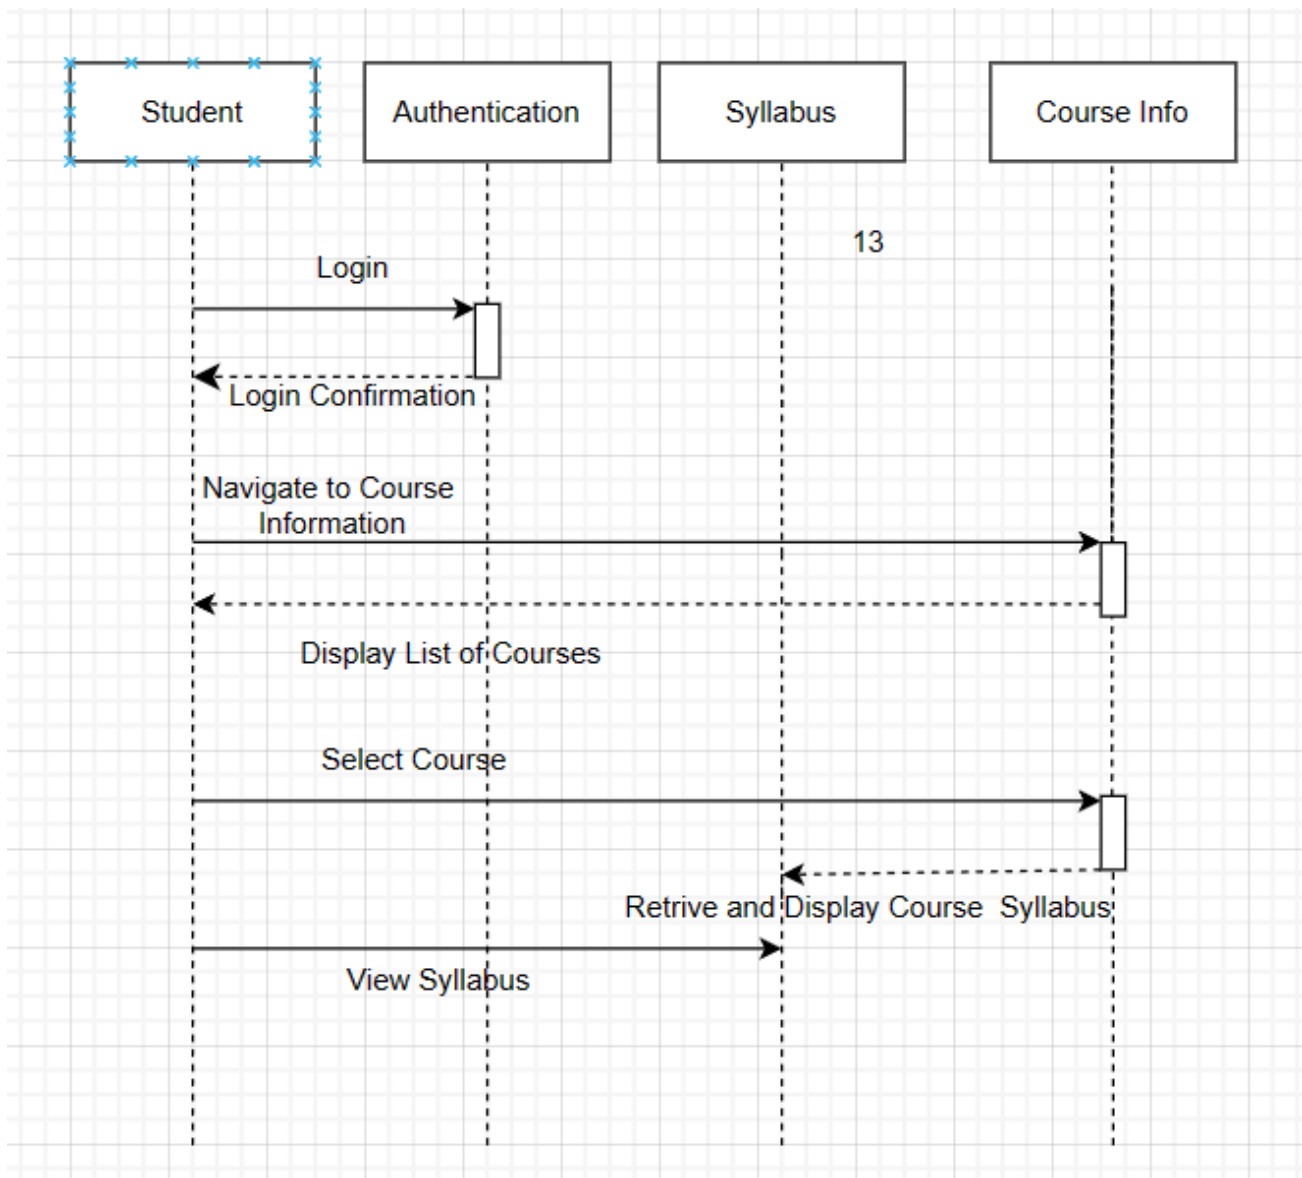 Student
Authentication
Syllabus
Course Info
13
Login
Login Confirmation
Navigate to Course
Information
Display List of Courses
Select Course
Retrive and Display Course  Syllabus
View Syllabus